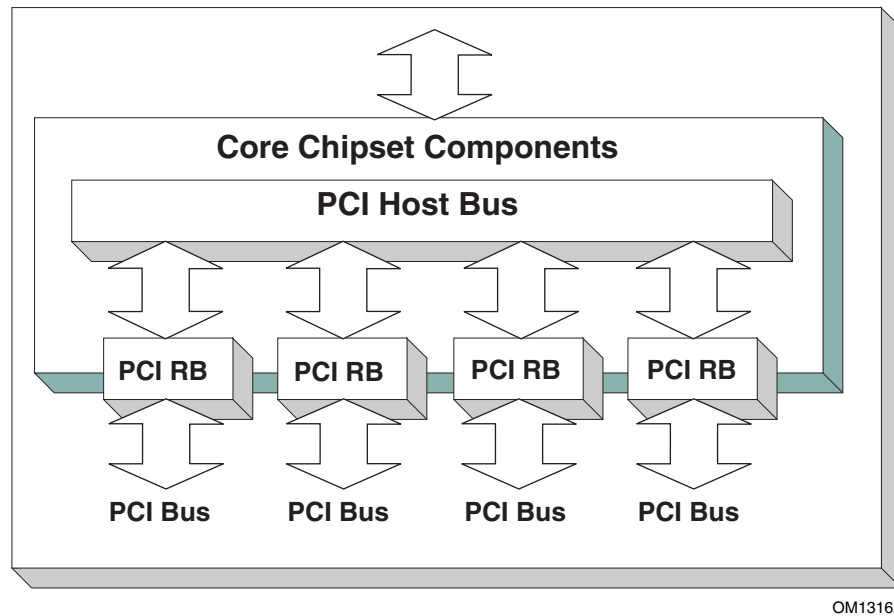 Core Chipset Components
PCI Host Bus
PCI RB PCI RB PCI RB PCI RB
PCI Bus PCI Bus PCI Bus PCI Bus
OM1316